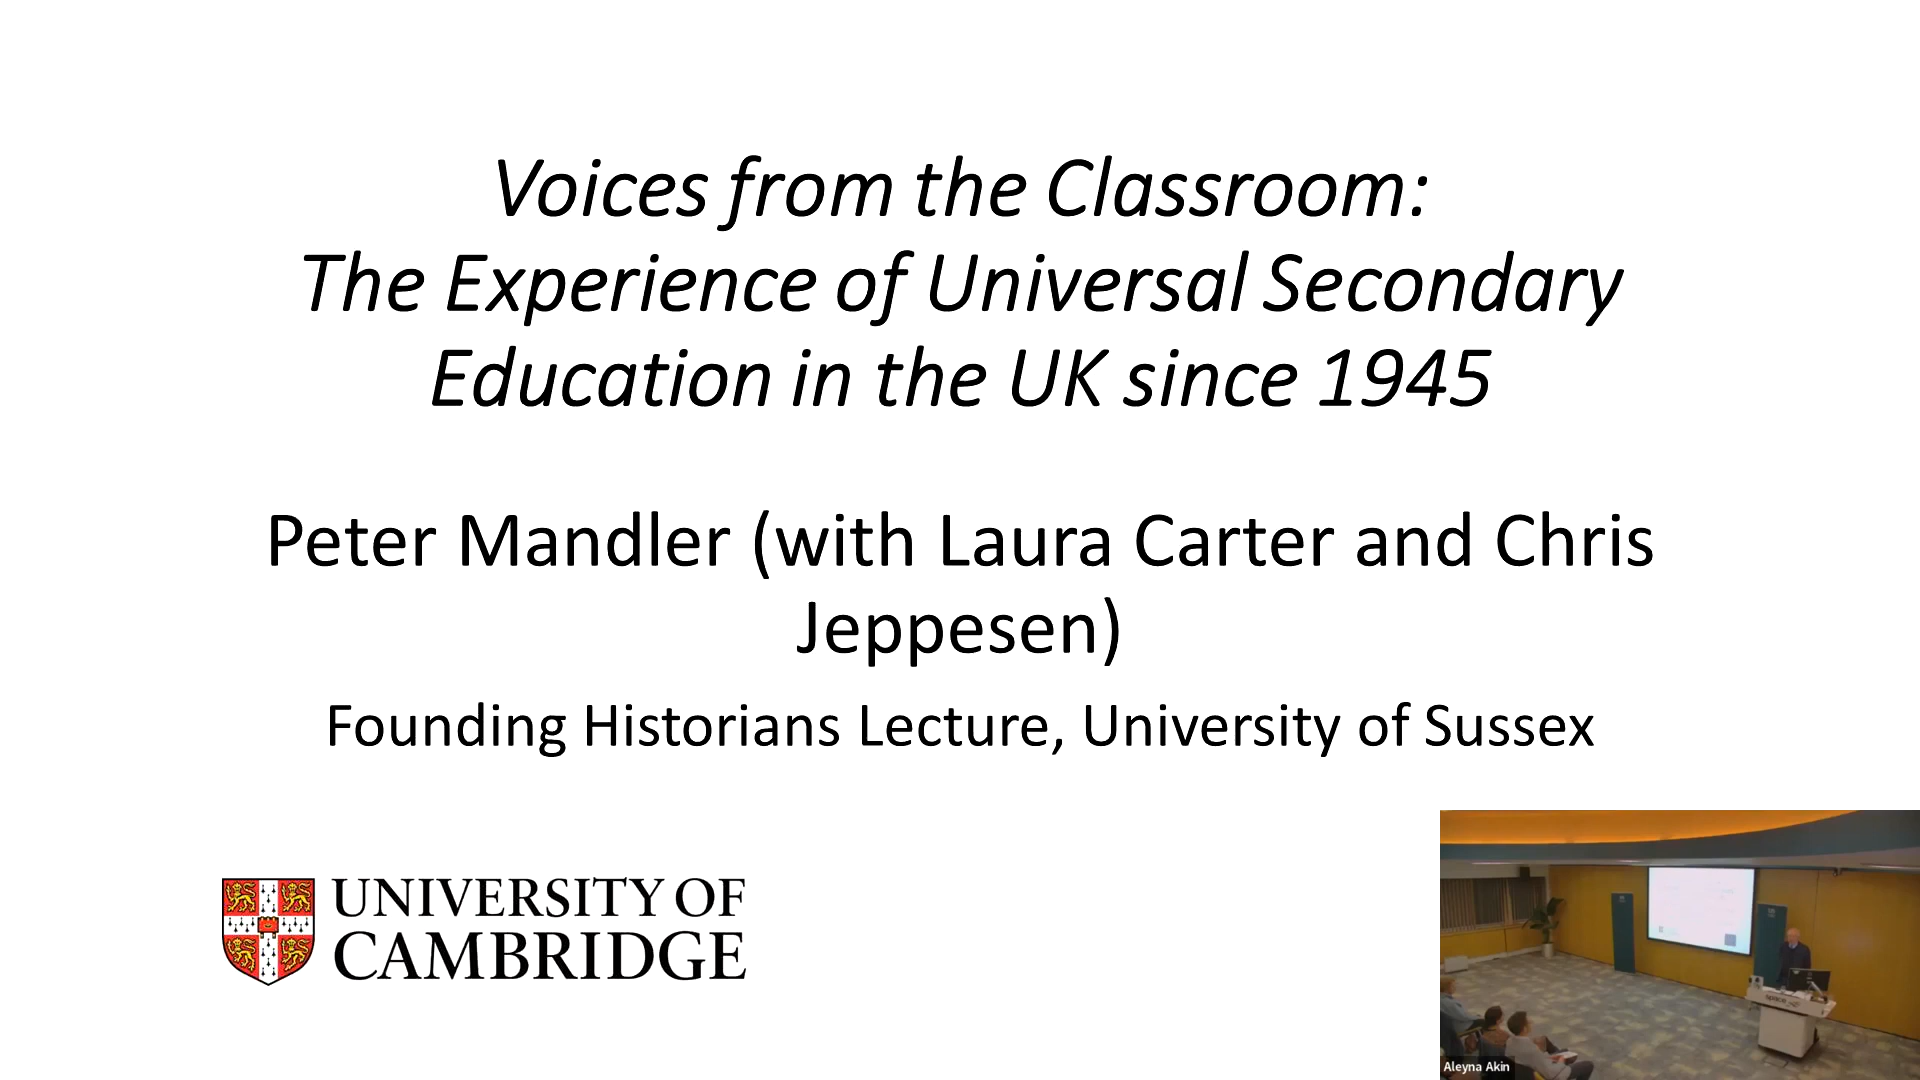 Voices from the Classroom:
The Experience of Universal Secondary
Education in the UK since 1945
Peter Mandler (with Laura Carter and Chris
Jeppesen)
Founding Historians Lecture, University of Sussex
UNIVERSITY OF
CAMBRIDGE
Aleyna Akin